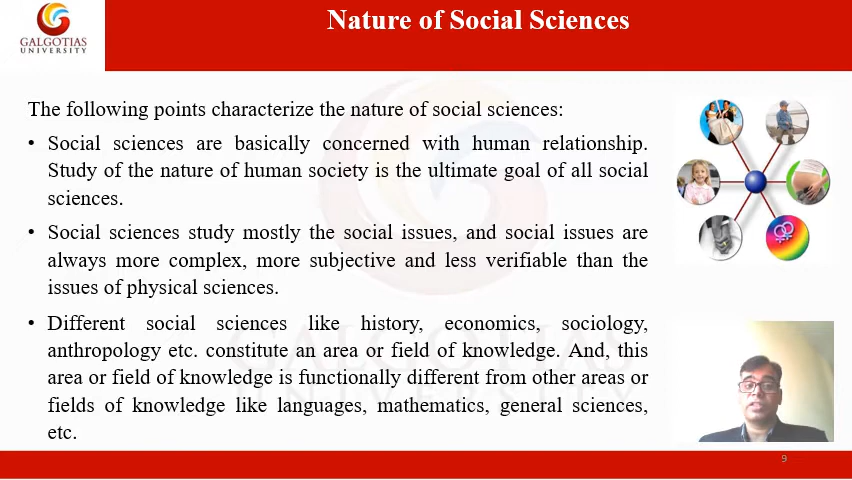 Nature of Social Sciences
GALGOTIAS
UNIVERSITY
The following points characterize the nature of social sciences:
• Social sciences are basically concerned with human relationship.
Study of the nature of human society is the ultimate goal of all social
sciences.
• Social sciences study mostly the social issues, and social issues are
always more complex, more subjective and less verifiable than the
issues of physical sciences.
• Different social sciences like history, economics, sociology,
anthropology etc. constitute an area or field of knowledge. And, this
area or field of knowledge is functionally different from other areas or
fields of knowledge like languages, mathematics, general sciences,
etc.
GALGOTIAS
UNIVERSITY
9